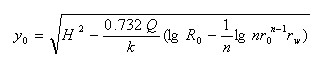 y₀ = √(H² − (0.732 Q / k)(lg R₀ − (1/n) lg nr₀ⁿ⁻¹r_w))